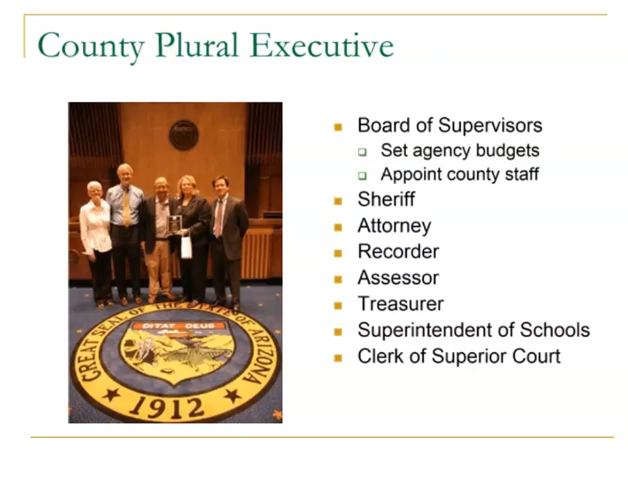 County Plural Executive
GREAT SEAL OF THE STATE OF ARIZONA
DITAT DEUS
1912
Board of Supervisors
Set agency budgets
Appoint county staff
Sheriff
Attorney
Recorder
Assessor
Treasurer
Superintendent of Schools
Clerk of Superior Court